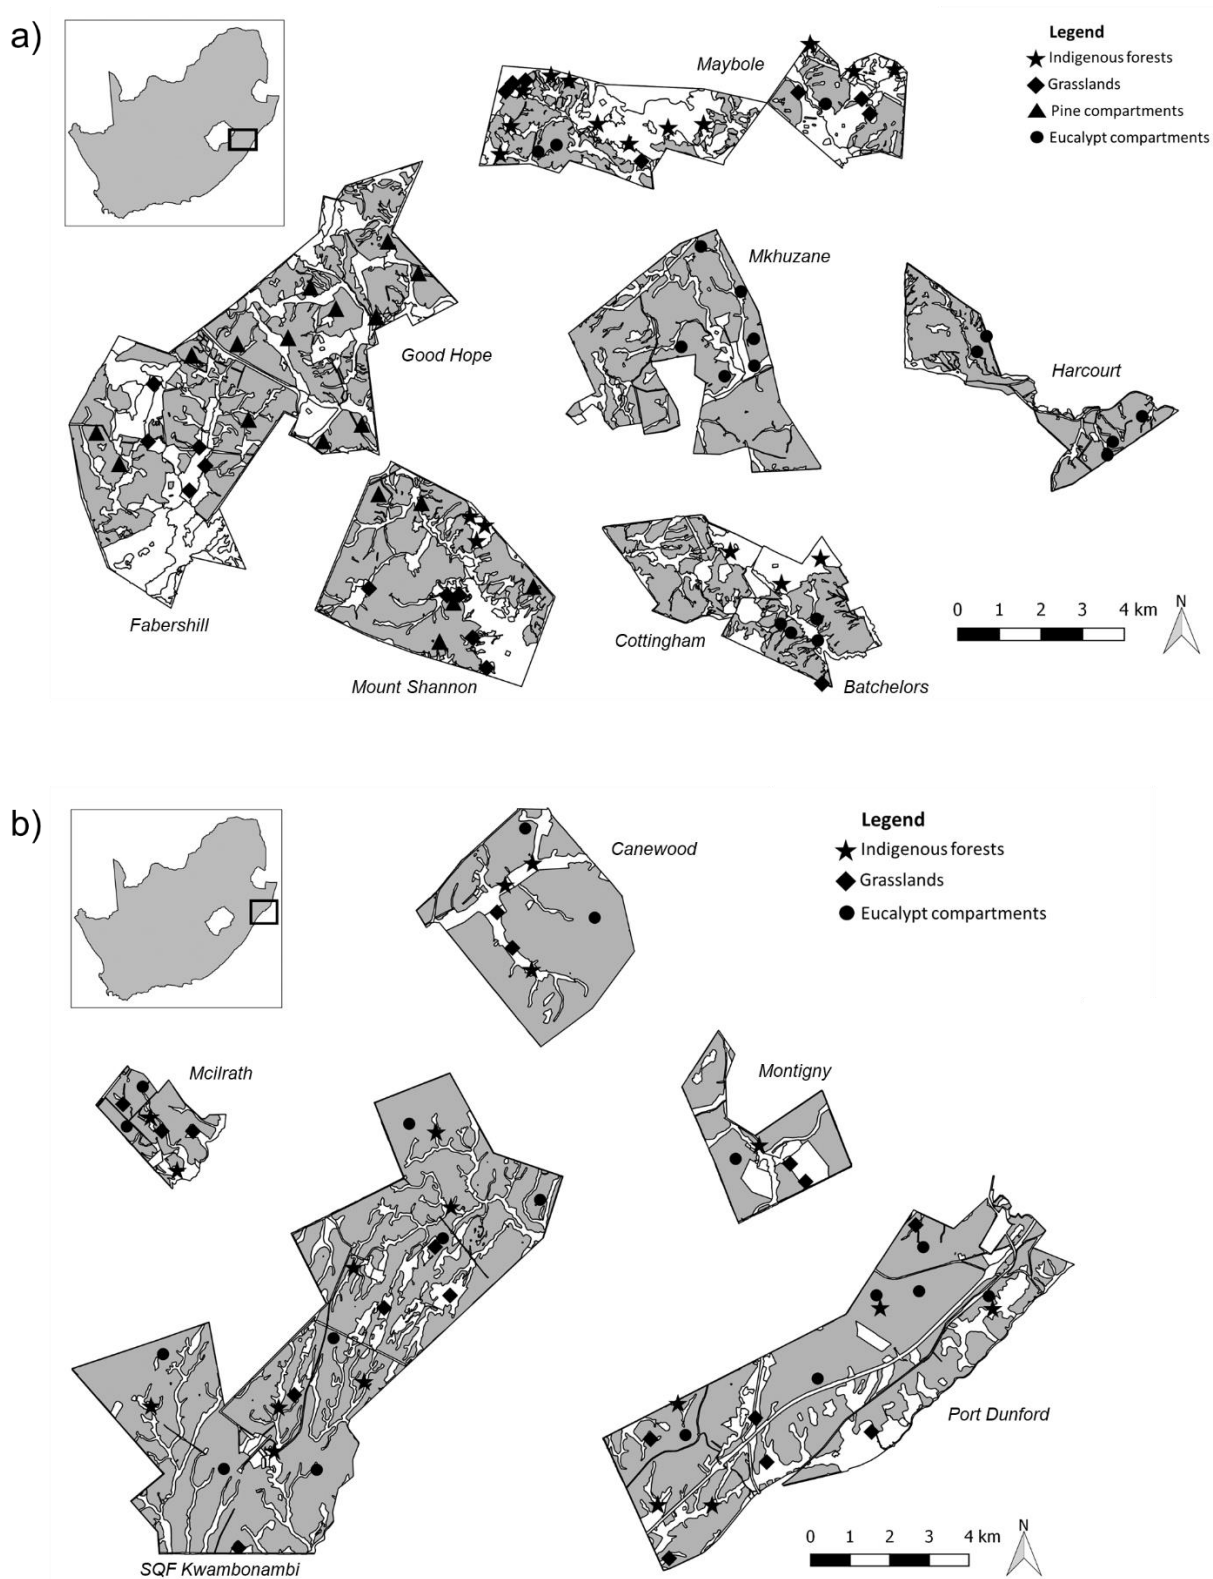 a)
Legend
Indigenous forests
Grasslands
Pine compartments
Eucalypt compartments
Maybole
Mkhuzane
Good Hope
Harcourt
Fabershill
Mount Shannon
Cottingham
Batchelors
0 1 2 3 4 km
N
b)
Legend
Indigenous forests
Grasslands
Eucalypt compartments
Canewood
Mcilrath
Montigny
Port Dunford
SQF Kwambonambi
0 1 2 3 4 km
N